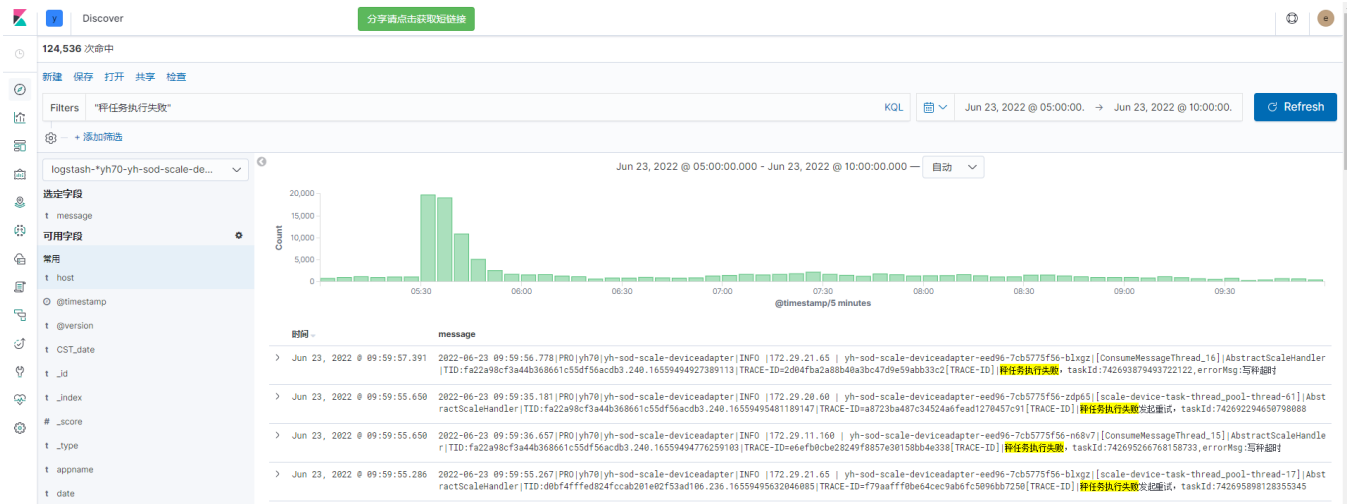 y Discover 分享请点击获取短链接 e
124,536 次命中
新建 保存 打开 共享 检查
Filters "秤任务执行失败" KQL Jun 23, 2022 @ 05:00:00. → Jun 23, 2022 @ 10:00:00. Refresh
+ 添加筛选
logstash-*yh70-yh-sod-scale-de...
选定字段
t message
可用字段
常用
t host
@timestamp
t @version
t CST_date
t _id
t _index
# _score
t _type
t appname
t date
Jun 23, 2022 @ 05:00:00.000 - Jun 23, 2022 @ 10:00:00.000 — 自动
Count
20,000
15,000
10,000
5,000
0
05:30 06:00 06:30 07:00 07:30 08:00 08:30 09:00 09:30
@timestamp/5 minutes
时间 message
Jun 23, 2022 @ 09:59:57.391 2022-06-23 09:59:56.778|PRO|yh70|yh-sod-scale-deviceadapter|INFO |172.29.21.65 | yh-sod-scale-deviceadapter-eed96-7cb5775f56-blxgz|[ConsumeMessageThread_16]|AbstractScaleHandler
|TID:fa22a98cf3a44b368661c55df56acdb3.240.16559494927389113|TRACE-ID=2d04fba2a88b40a3bc47d9e59abb33c2[TRACE-ID]|秤任务执行失败，taskId:742693879493722122,errorMsg:写秤超时
Jun 23, 2022 @ 09:59:55.650 2022-06-23 09:59:35.181|PRO|yh70|yh-sod-scale-deviceadapter|INFO |172.29.20.60 | yh-sod-scale-deviceadapter-eed96-7cb5775f56-zdp65|[scale-device-task-thread_pool-thread-61]|Abst
ractScaleHandler|TID:fa22a98cf3a44b368661c55df56acdb3.240.16559495481189147|TRACE-ID=a8723ba487c34524a6fead1270457c91[TRACE-ID]|秤任务执行失败发起重试，taskId:742692294650798088
Jun 23, 2022 @ 09:59:55.650 2022-06-23 09:59:36.657|PRO|yh70|yh-sod-scale-deviceadapter|INFO |172.29.11.160 | yh-sod-scale-deviceadapter-eed96-7cb5775f56-n68v7|[ConsumeMessageThread_15]|AbstractScaleHandle
r|TID:fa22a98cf3a44b368661c55df56acdb3.240.16559494776259103|TRACE-ID=e6efb0cbe28249f8857e30158bb4e338[TRACE-ID]|秤任务执行失败，taskId:742695266768158733,errorMsg:写秤超时
Jun 23, 2022 @ 09:59:55.286 2022-06-23 09:59:55.267|PRO|yh70|yh-sod-scale-deviceadapter|INFO |172.29.21.65 | yh-sod-scale-deviceadapter-eed96-7cb5775f56-blxgz|[scale-device-task-thread_pool-thread-17]|Abst
ractScaleHandler|TID:d0bf4fffed824fccab201e02f53ad106.236.16559495632046085|TRACE-ID=f79aafff0be64cec9ab6fc5096bb7250[TRACE-ID]|秤任务执行失败发起重试，taskId:742695898128355345